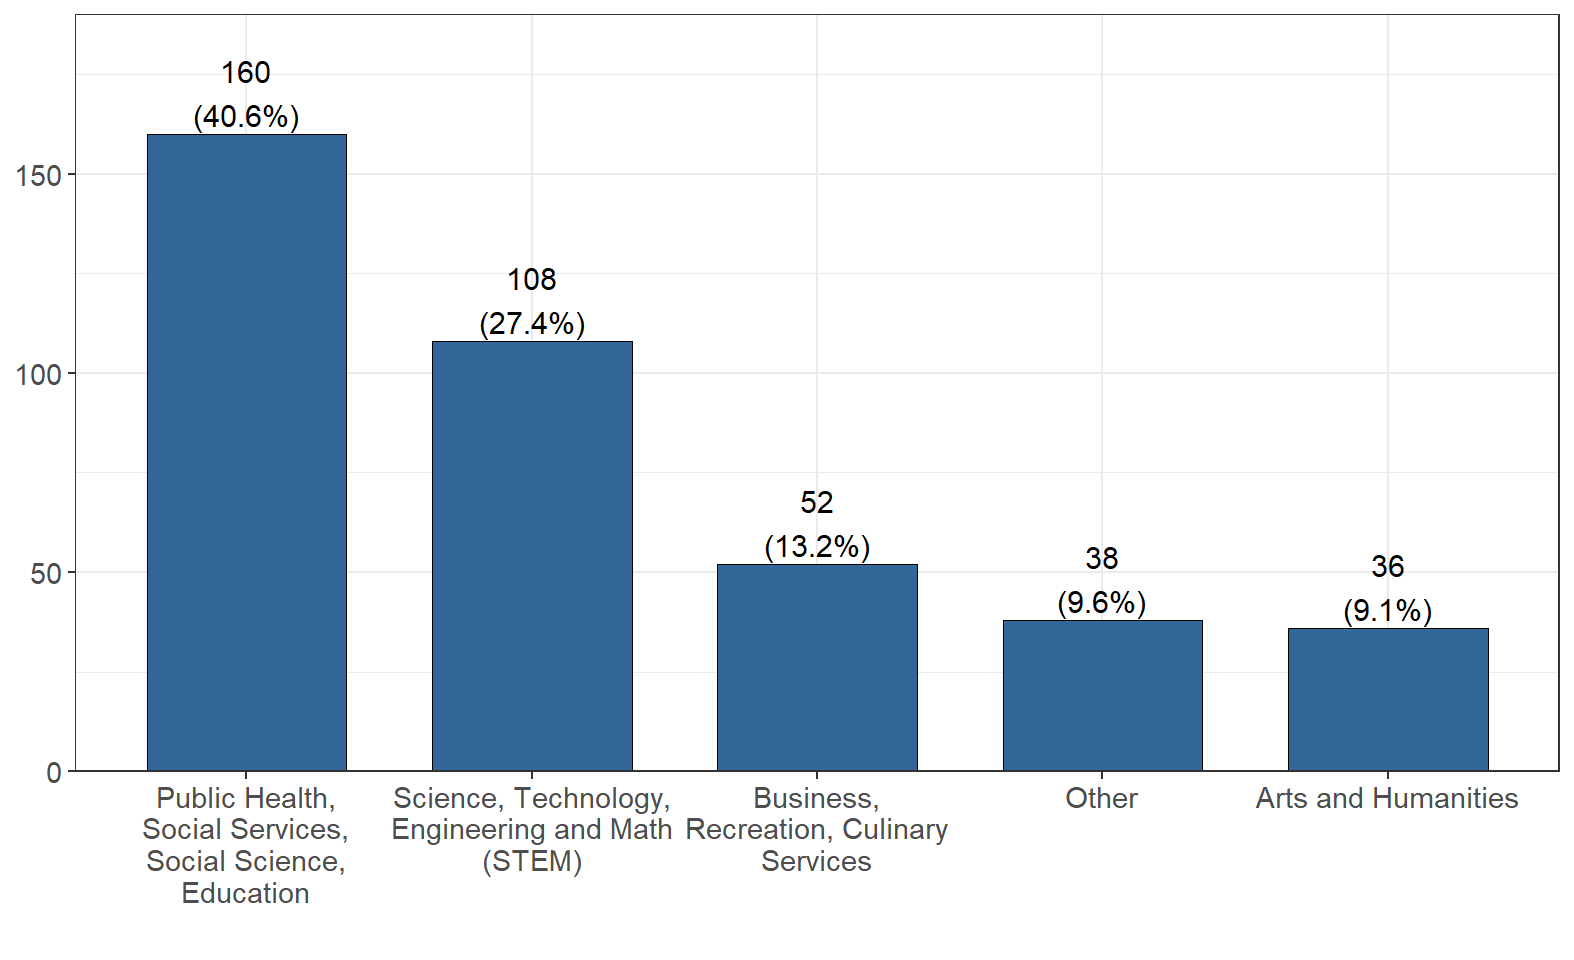 160
(40.6%)
108
(27.4%)
52
(13.2%)
38
(9.6%)
36
(9.1%)
150
100
50
0
Public Health,
Social Services,
Social Science,
Education
Science, Technology,
Engineering and Math
(STEM)
Business,
Recreation, Culinary
Services
Other
Arts and Humanities